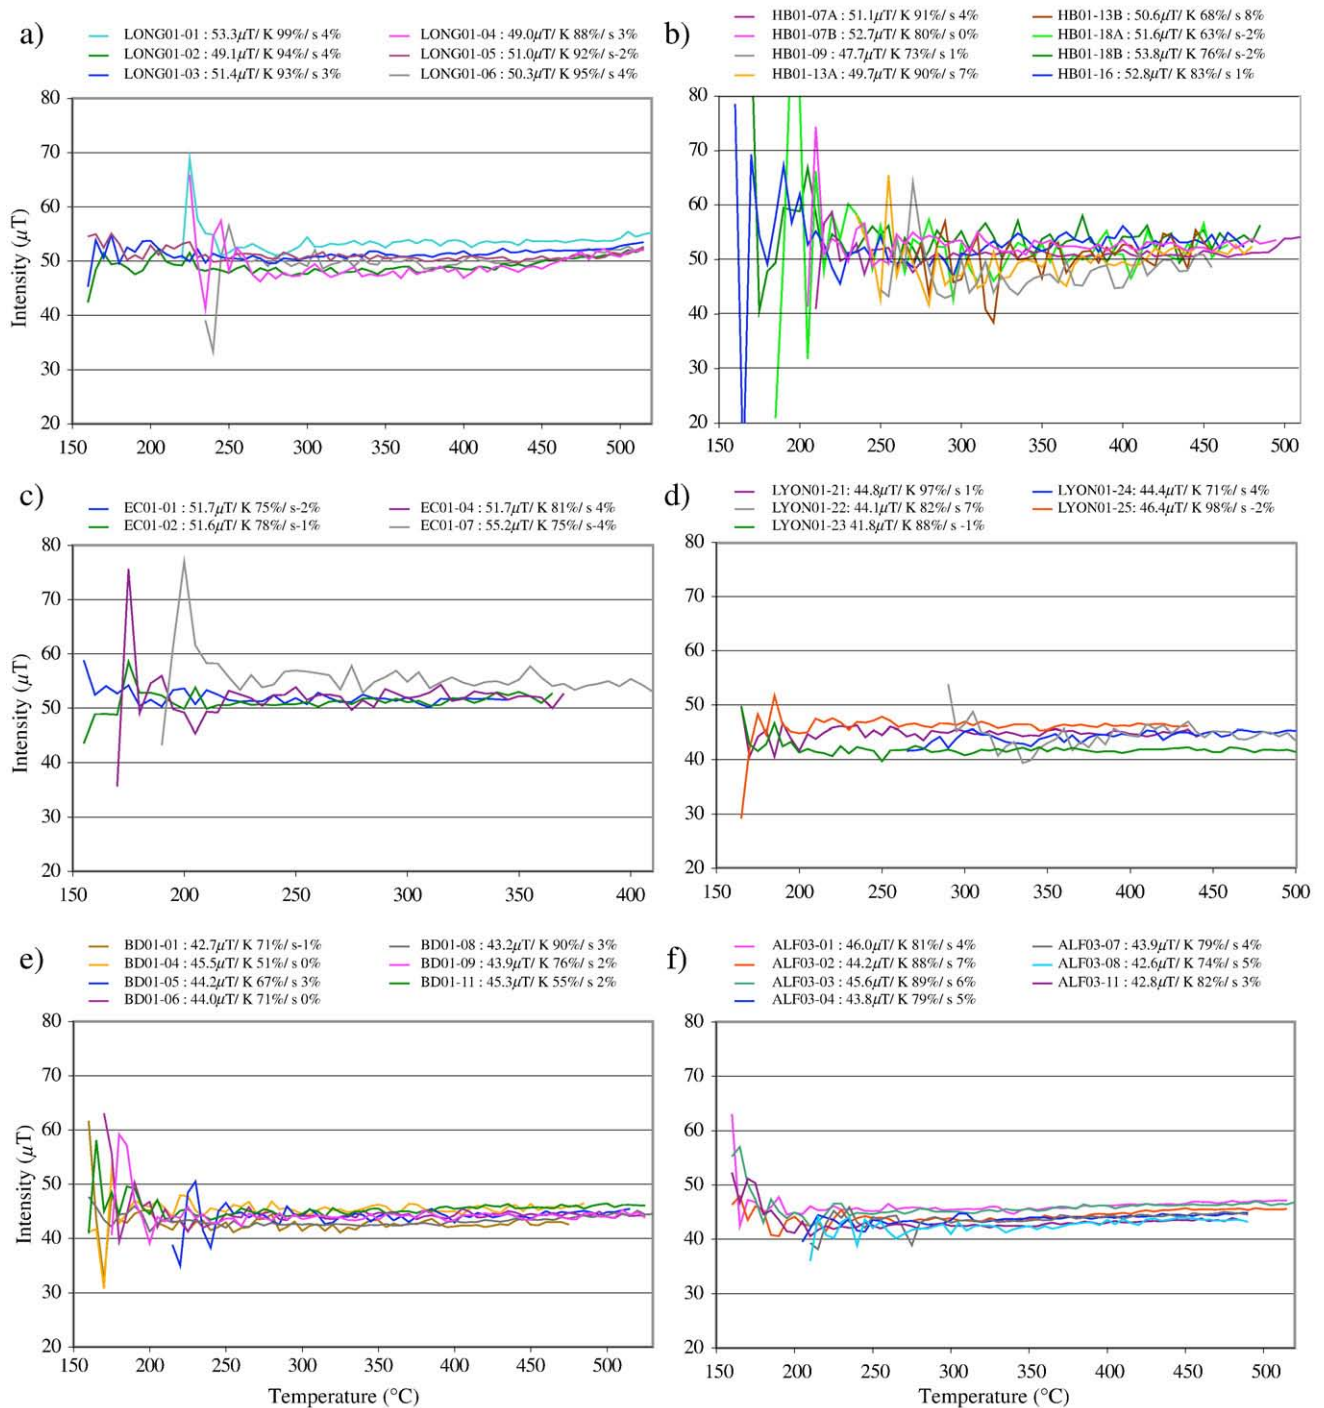 a)
LONG01-01 : 53.3µT/ K 99%/ s 4%
LONG01-02 : 49.1µT/ K 94%/ s 4%
LONG01-03 : 51.4µT/ K 93%/ s 3%
LONG01-04 : 49.0µT/ K 88%/ s 3%
LONG01-05 : 51.0µT/ K 92%/ s-2%
LONG01-06 : 50.3µT/ K 95%/ s 4%
80
70
60
50
40
30
20
Intensity (µT)
150 200 250 300 350 400 450 500
b)
HB01-07A : 51.1µT/ K 91%/ s 4%
HB01-07B : 52.7µT/ K 80%/ s 0%
HB01-09 : 47.7µT/ K 73%/ s 1%
HB01-13A : 49.7µT/ K 90%/ s 7%
HB01-13B : 50.6µT/ K 68%/ s 8%
HB01-18A : 51.6µT/ K 63%/ s-2%
HB01-18B : 53.8µT/ K 76%/ s-2%
HB01-16 : 52.8µT/ K 83%/ s 1%
80
70
60
50
40
30
20
150 200 250 300 350 400 450 500
c)
EC01-01 : 51.7µT/ K 75%/ s-2%
EC01-02 : 51.6µT/ K 78%/ s-1%
EC01-04 : 51.7µT/ K 81%/ s 4%
EC01-07 : 55.2µT/ K 75%/ s-4%
80
70
60
50
40
30
20
Intensity (µT)
150 200 250 300 350 400
d)
LYON01-21: 44.8µT/ K 97%/ s 1%
LYON01-22: 44.1µT/ K 82%/ s 7%
LYON01-23 41.8µT/ K 88%/ s -1%
LYON01-24: 44.4µT/ K 71%/ s 4%
LYON01-25: 46.4µT/ K 98%/ s -2%
80
70
60
50
40
30
20
150 200 250 300 350 400 450 500
e)
BD01-01 : 42.7µT/ K 71%/ s-1%
BD01-04 : 45.5µT/ K 51%/ s 0%
BD01-05 : 44.2µT/ K 67%/ s 3%
BD01-06 : 44.0µT/ K 71%/ s 0%
BD01-08 : 43.2µT/ K 90%/ s 3%
BD01-09 : 43.9µT/ K 76%/ s 2%
BD01-11 : 45.3µT/ K 55%/ s 2%
80
70
60
50
40
30
20
Intensity (µT)
150 200 250 300 350 400 450 500
Temperature (°C)
f)
ALF03-01 : 46.0µT/ K 81%/ s 4%
ALF03-02 : 44.2µT/ K 88%/ s 7%
ALF03-03 : 45.6µT/ K 89%/ s 6%
ALF03-04 : 43.8µT/ K 79%/ s 5%
ALF03-07 : 43.9µT/ K 79%/ s 4%
ALF03-08 : 42.6µT/ K 74%/ s 5%
ALF03-11 : 42.8µT/ K 82%/ s 3%
80
70
60
50
40
30
20
150 200 250 300 350 400 450 500
Temperature (°C)